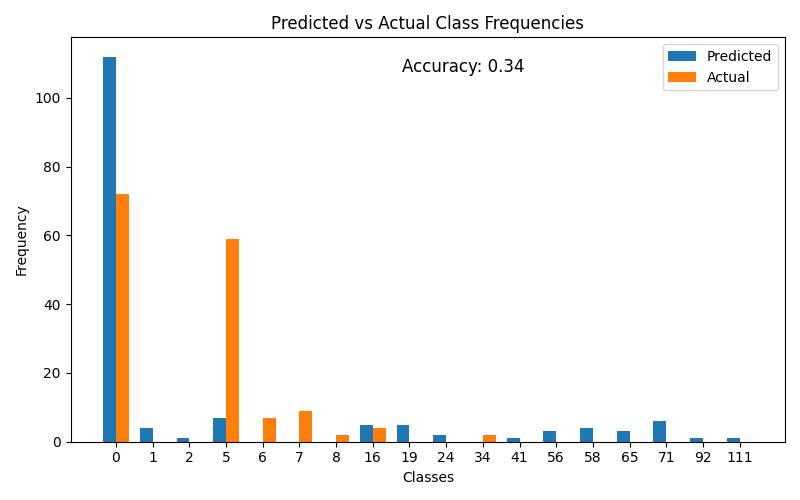 Predicted vs Actual Class Frequencies
Accuracy: 0.34
Predicted
Actual
Frequency
100
80
60
40
20
0
0 1 2 5 6 7 8 16 19 24 34 41 56 58 65 71 92 111
Classes